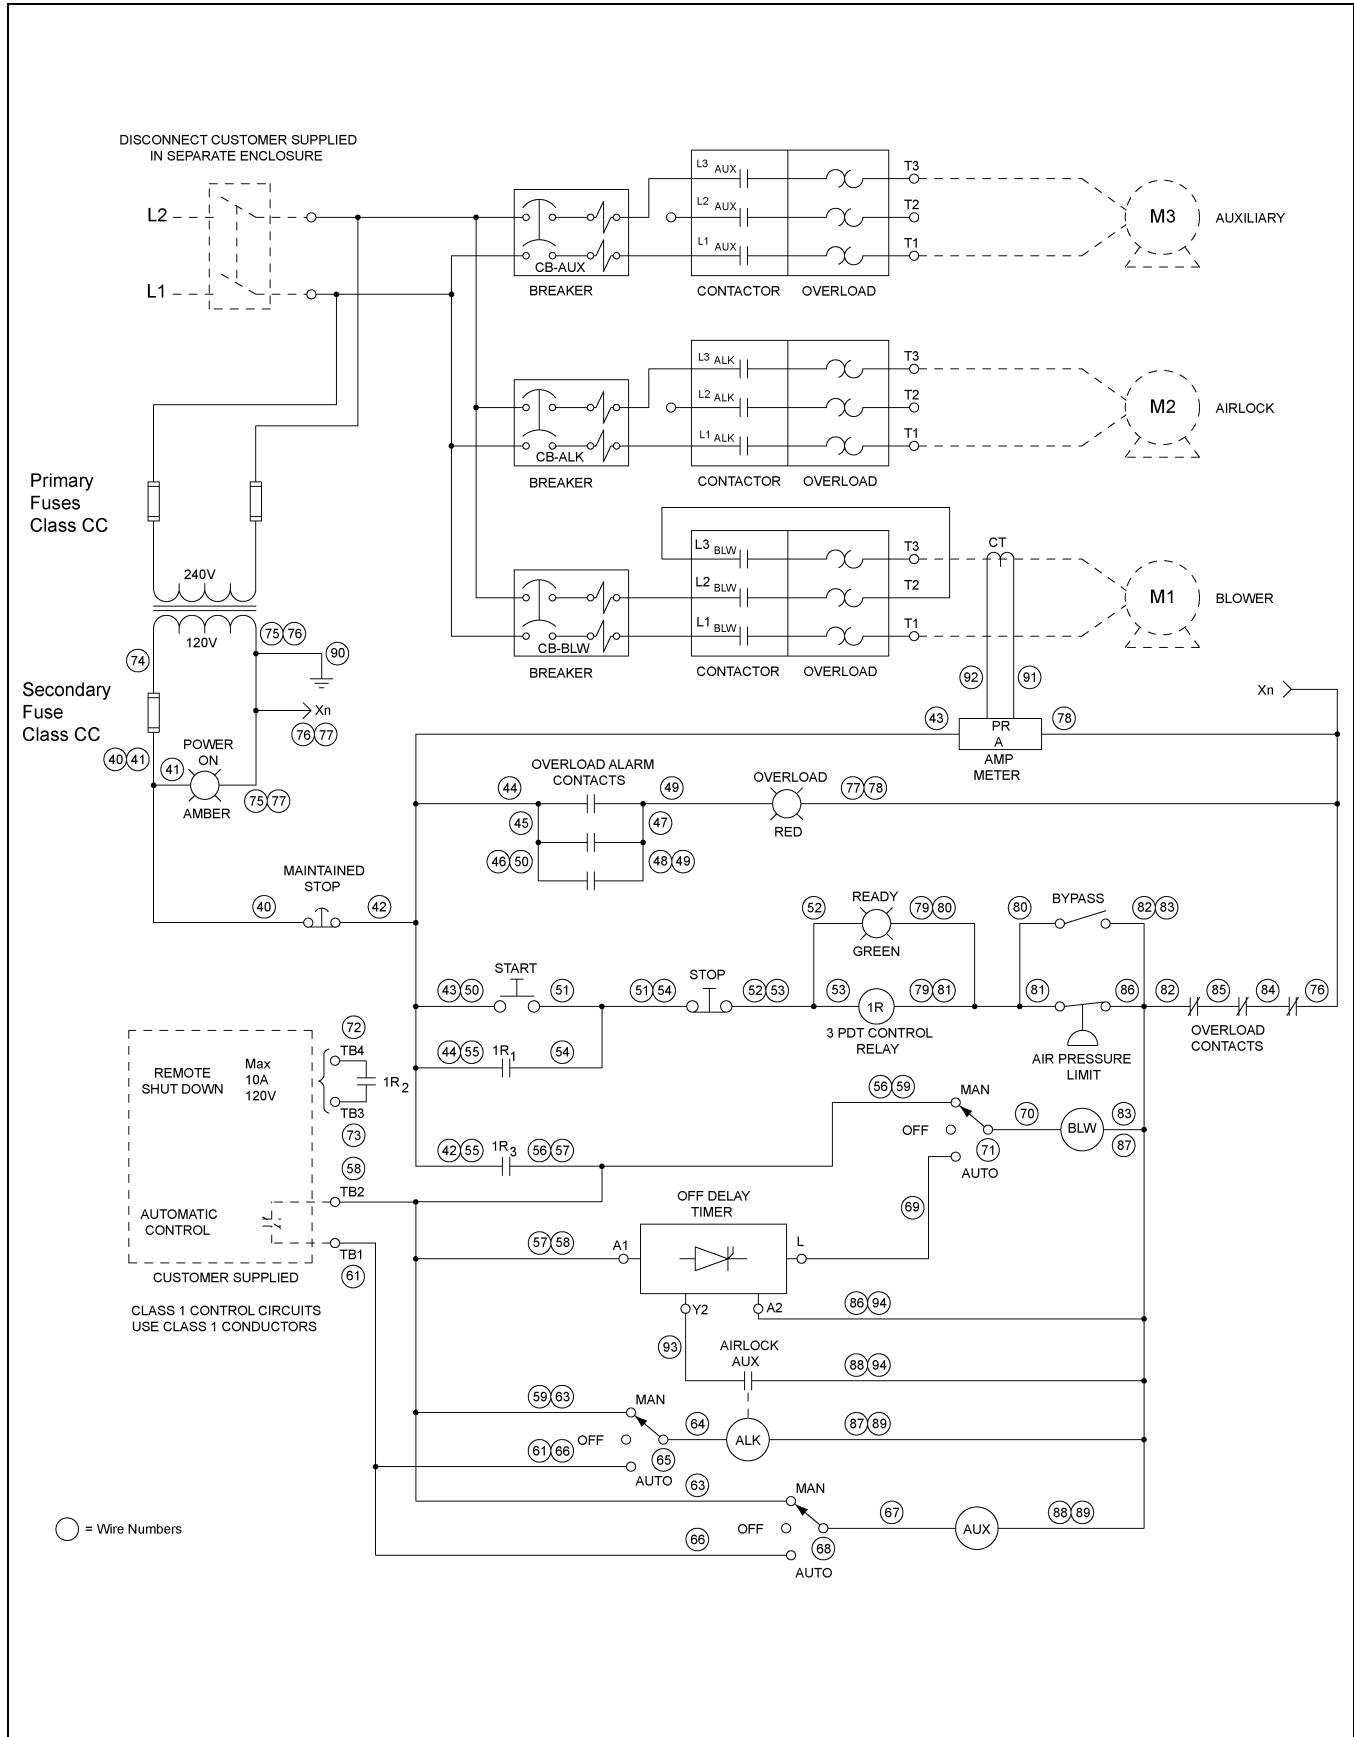 DISCONNECT CUSTOMER SUPPLIED
IN SEPARATE ENCLOSURE
L2
L1
CB-AUX
BREAKER
L3 AUX
L2 AUX
L1 AUX
CONTACTOR
OVERLOAD
T3
T2
T1
M3
AUXILIARY
CB-ALK
BREAKER
L3 ALK
L2 ALK
L1 ALK
CONTACTOR
OVERLOAD
T3
T2
T1
M2
AIRLOCK
Primary
Fuses
Class CC
240V
120V
CB-BLW
BREAKER
L3 BLW
L2 BLW
L1 BLW
CONTACTOR
OVERLOAD
T3
T2
T1
CT
M1
BLOWER
75 76
90
74
Secondary
Fuse
Class CC
Xn
76 77
40 41
41
POWER
ON
AMBER
75 77
92
91
43
PR
A
78
AMP
METER
Xn
OVERLOAD ALARM
CONTACTS
44
49
45
47
46 50
48 49
OVERLOAD
RED
77 78
MAINTAINED
STOP
40
42
52
READY
GREEN
79 80
80
BYPASS
82 83
43 50
START
51
51 54
STOP
52 53
53
1R
79 81
3 PDT CONTROL
RELAY
81
86
AIR PRESSURE
LIMIT
82
85
84
76
OVERLOAD
CONTACTS
44 55
1R1
54
72
TB4
REMOTE
SHUT DOWN
Max
10A
120V
1R2
TB3
73
42 55
1R3
56 57
56 59
MAN
OFF
AUTO
71
70
BLW
83
87
58
TB2
AUTOMATIC
CONTROL
TB1
61
CUSTOMER SUPPLIED
CLASS 1 CONTROL CIRCUITS
USE CLASS 1 CONDUCTORS
OFF DELAY
TIMER
57 58
A1
L
69
Y2
A2
86 94
93
AIRLOCK
AUX
88 94
59 63
MAN
OFF
61 66
AUTO
65
64
ALK
87 89
63
MAN
OFF
66
AUTO
68
67
AUX
88 89
= Wire Numbers